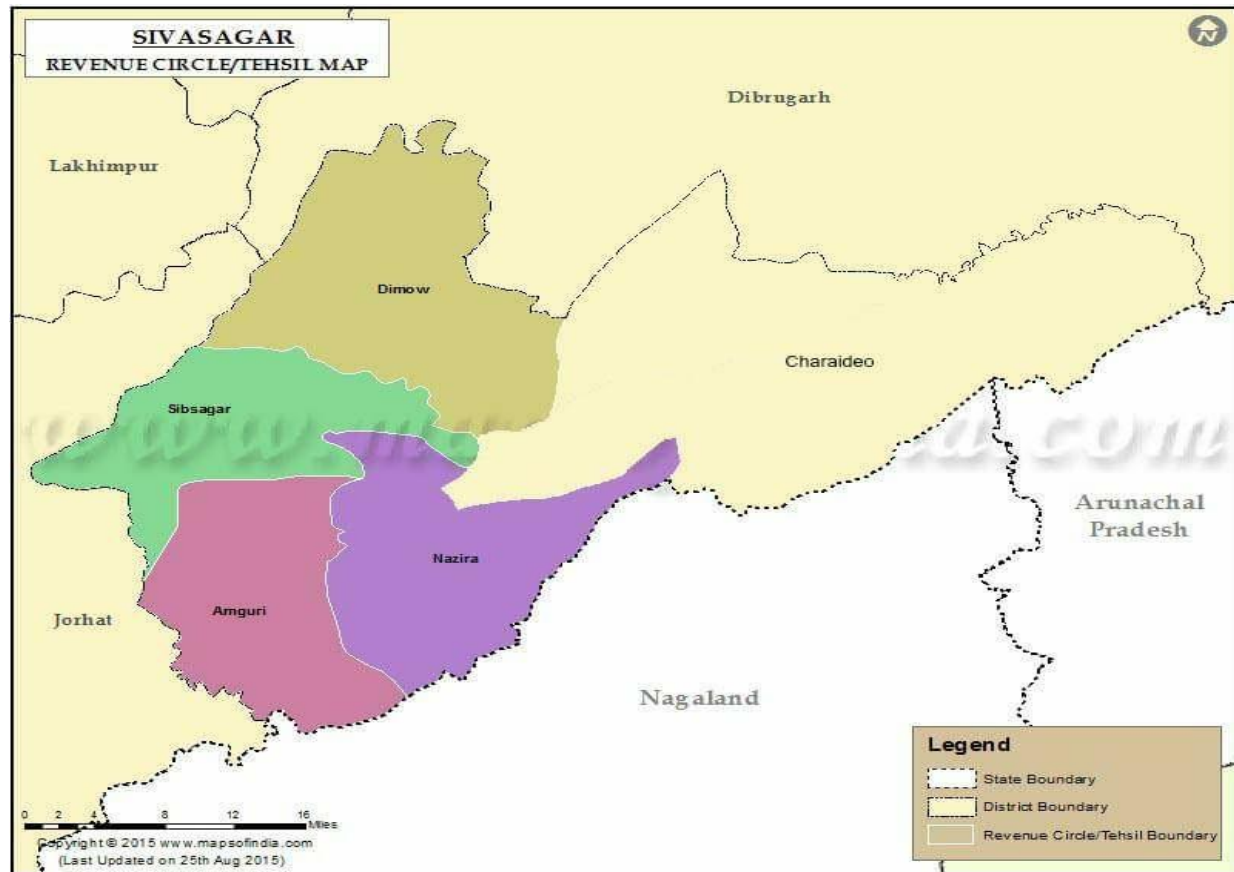 SIVASAGAR
REVENUE CIRCLE/TEHSIL MAP
N
Dibrugarh
Lakhimpur
Dimow
Charaideo
Sibsagar
Arunachal
Pradesh
Nazira
Amguri
Jorhat
Nagaland
Legend
State Boundary
District Boundary
Revenue Circle/Tehsil Boundary
0 2 4 8 12 16
Miles
Copyright © 2015 www.mapsofindia.com
(Last Updated on 25th Aug 2015)